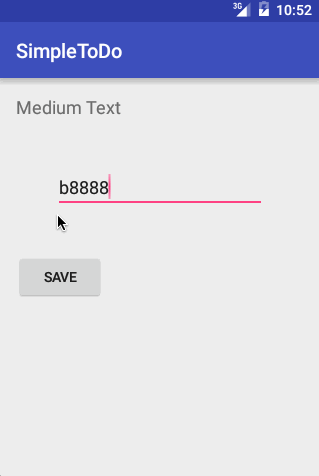 3G 10:52
SimpleToDo
Medium Text
b8888
SAVE